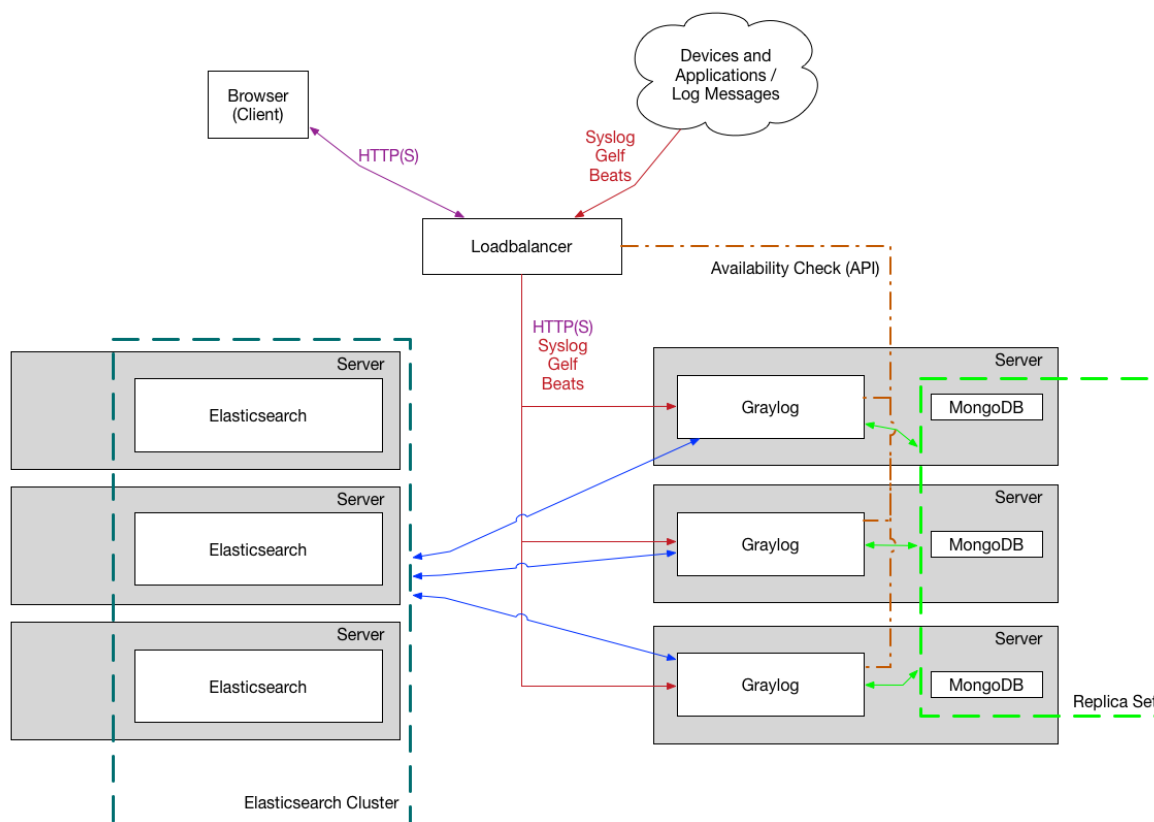 Devices and
Applications /
Log Messages
Browser
(Client)
HTTP(S)
Syslog
Gelf
Beats
Loadbalancer
Availability Check (API)
HTTP(S)
Syslog
Gelf
Beats
Server
Elasticsearch
Server
Elasticsearch
Server
Elasticsearch
Elasticsearch Cluster
Server
Graylog
MongoDB
Server
Graylog
MongoDB
Server
Graylog
MongoDB
Replica Set